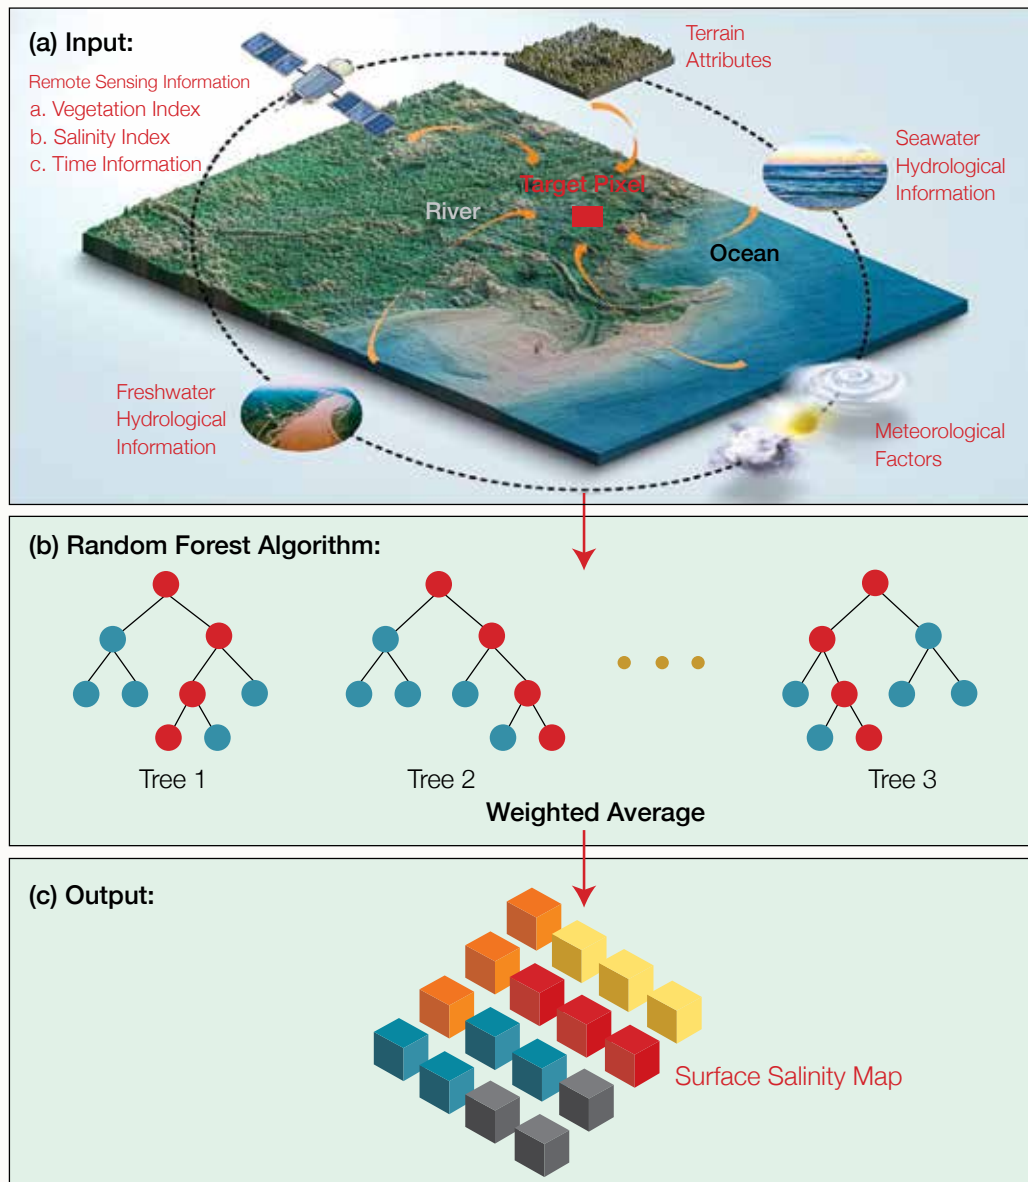 (a) Input:
Remote Sensing Information
a. Vegetation Index
b. Salinity Index
c. Time Information
Terrain
Attributes
Seawater
Hydrological
Information
Target Pixel
River
Ocean
Freshwater
Hydrological
Information
Meteorological
Factors
(b) Random Forest Algorithm:
Tree 1
Tree 2
Tree 3
Weighted Average
(c) Output:
Surface Salinity Map